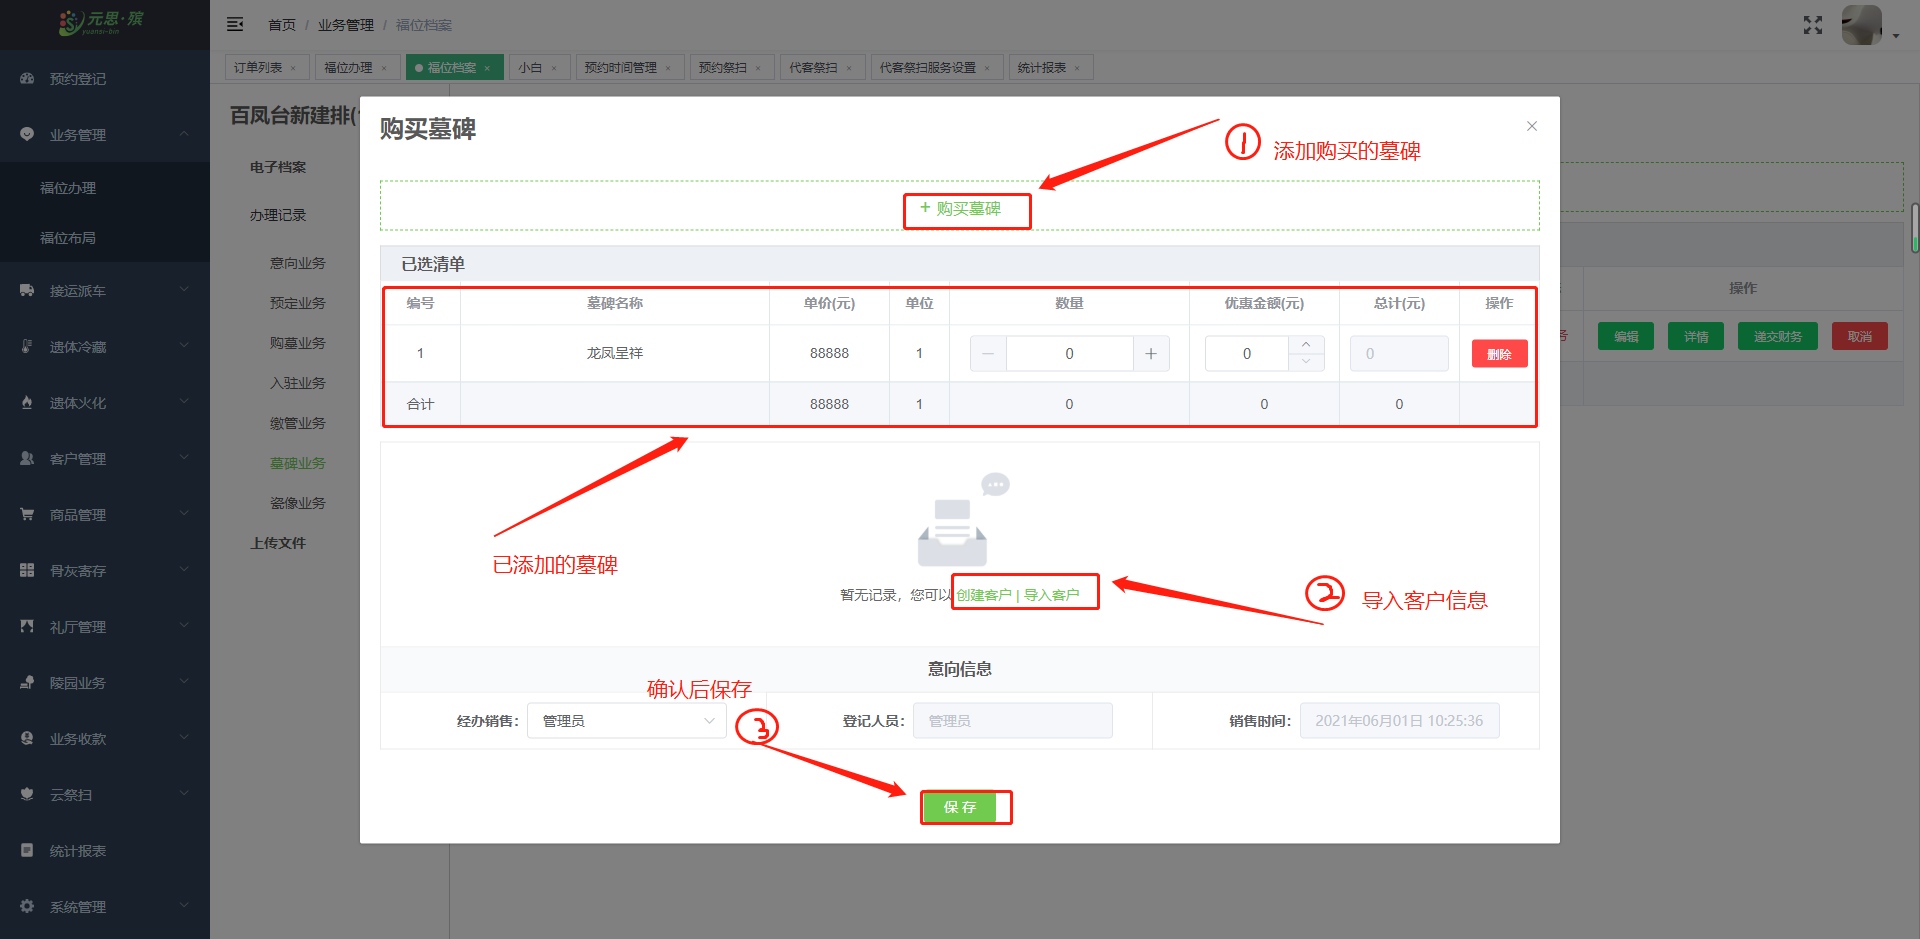 元思·殡
yuansi-bin
首页 / 业务管理 / 福位档案
订单列表 × 福位办理 × 福位档案 × 小白 × 预约时间管理 × 预约祭扫 × 代客祭扫 × 代客祭扫服务设置 × 统计报表 ×
预约登记
业务管理
福位办理
福位布局
接运派车
遗体冷藏
遗体火化
客户管理
商品管理
骨灰寄存
礼厅管理
陵园业务
业务收款
云祭扫
统计报表
系统管理
百凤台新建排(
电子档案
办理记录
意向业务
预定业务
购墓业务
入驻业务
缴管业务
墓碑业务
瓷像业务
上传文件
购买墓碑
① 添加购买的墓碑
+ 购买墓碑
已选清单
编号 墓碑名称 单价(元) 单位 数量 优惠金额(元) 总计(元) 操作
1 龙凤呈祥 88888 1 0 0 0 删除
合计 88888 1 0 0 0
已添加的墓碑
暂无记录，您可以 创建客户 | 导入客户
② 导入客户信息
意向信息
确认后保存
③
经办销售： 管理员 登记人员： 管理员 销售时间： 2021年06月01日 10:25:36
保 存
操作
务 编辑 详情 递交财务 取消